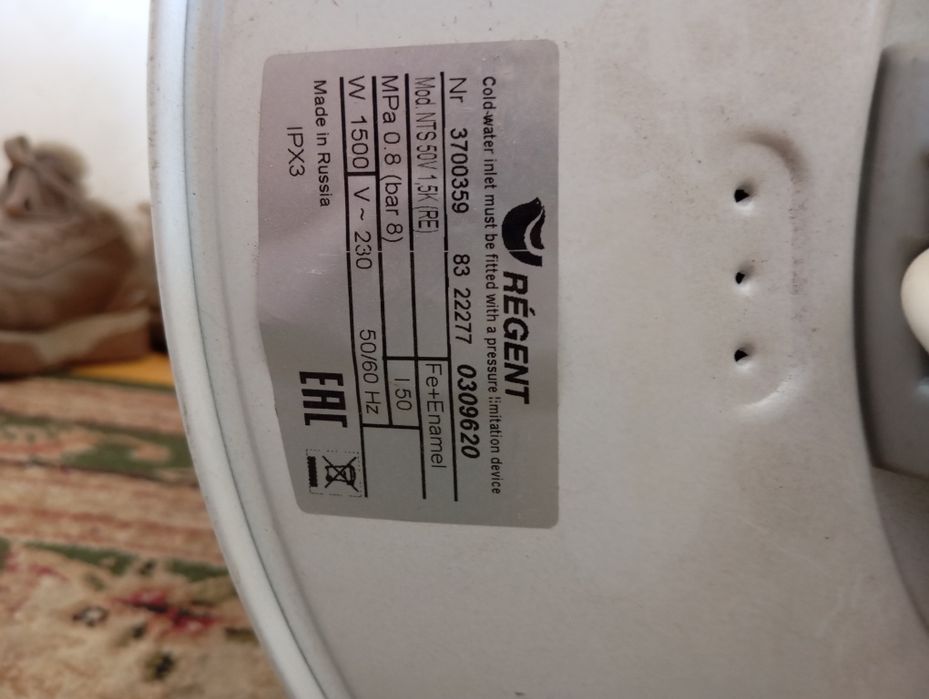 RÉGENT
Cold-water inlet must be fitted with a pressure limitation device
Nr 3700359 83 22277 0309620
Mod. NTS 50V 1,5K (RE) Fe+Enamel
MPa 0.8 (bar 8) l.50
W 1500 V~ 230 50/60 Hz
Made in Russia
IPX3
EAC